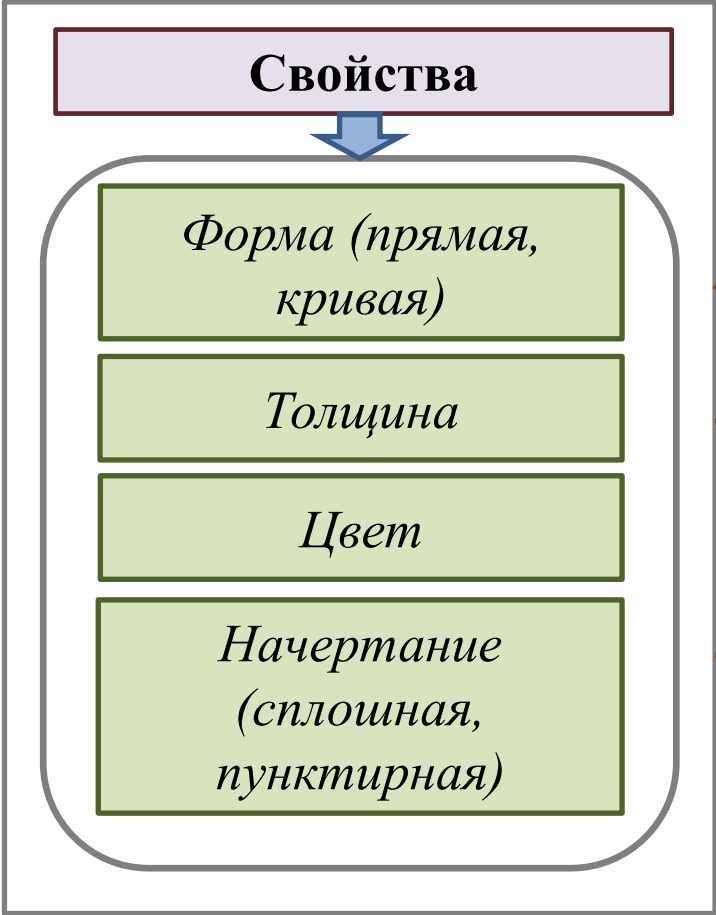 Свойства
Форма (прямая,
кривая)
Толщина
Цвет
Начертание
(сплошная,
пунктирная)